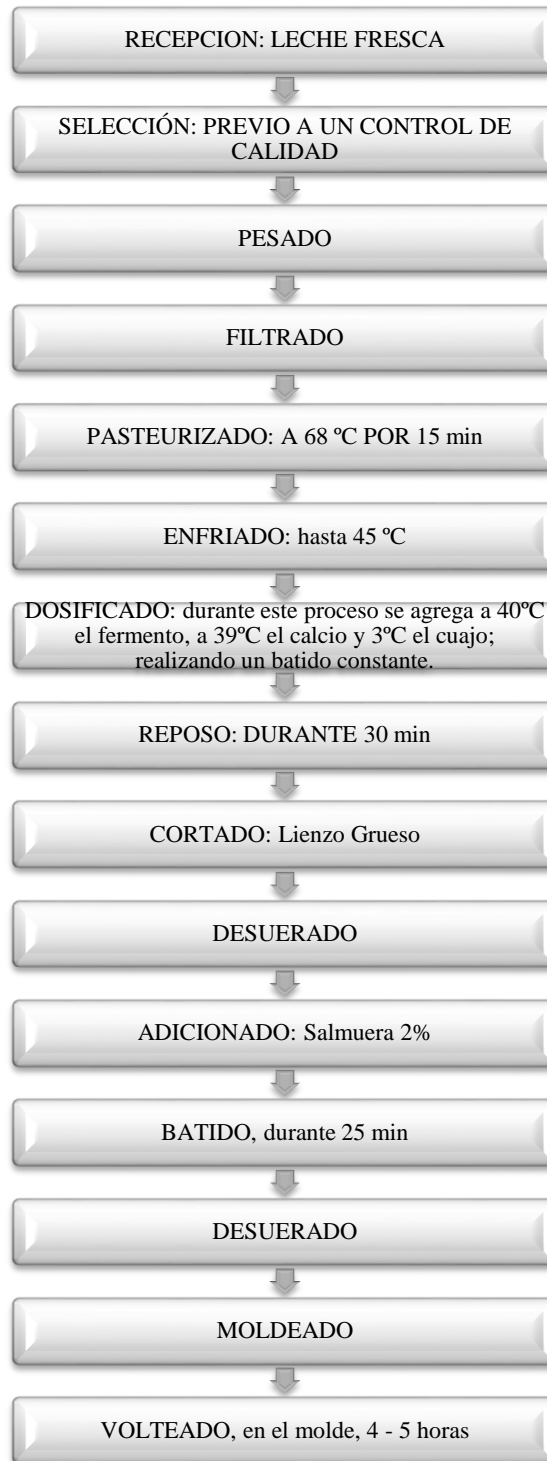 RECEPCION: LECHE FRESCA
SELECCIÓN: PREVIO A UN CONTROL DE
CALIDAD
PESADO
FILTRADO
PASTEURIZADO: A 68 ºC POR 15 min
ENFRIADO: hasta 45 ºC
DOSIFICADO: durante este proceso se agrega a 40ºC
el fermento, a 39ºC el calcio y 3ºC el cuajo;
realizando un batido constante.
REPOSO: DURANTE 30 min
CORTADO: Lienzo Grueso
DESUERADO
ADICIONADO: Salmuera 2%
BATIDO, durante 25 min
DESUERADO
MOLDEADO
VOLTEADO, en el molde, 4 - 5 horas